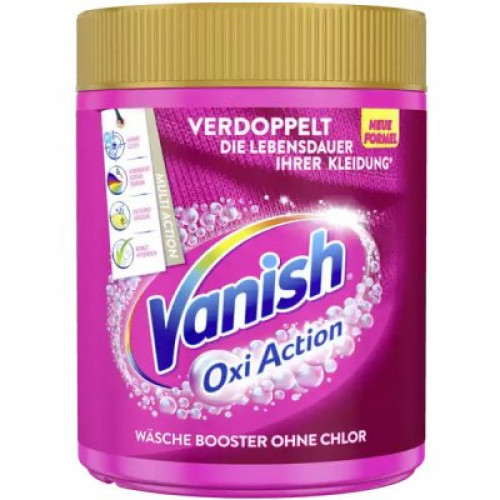 VERDOPPELT
DIE LEBENSDAUER
IHRER KLEIDUNG*
NEUE
FORMEL
MULTI ACTION
Vanish
Oxi Action
WÄSCHE BOOSTER OHNE CHLOR